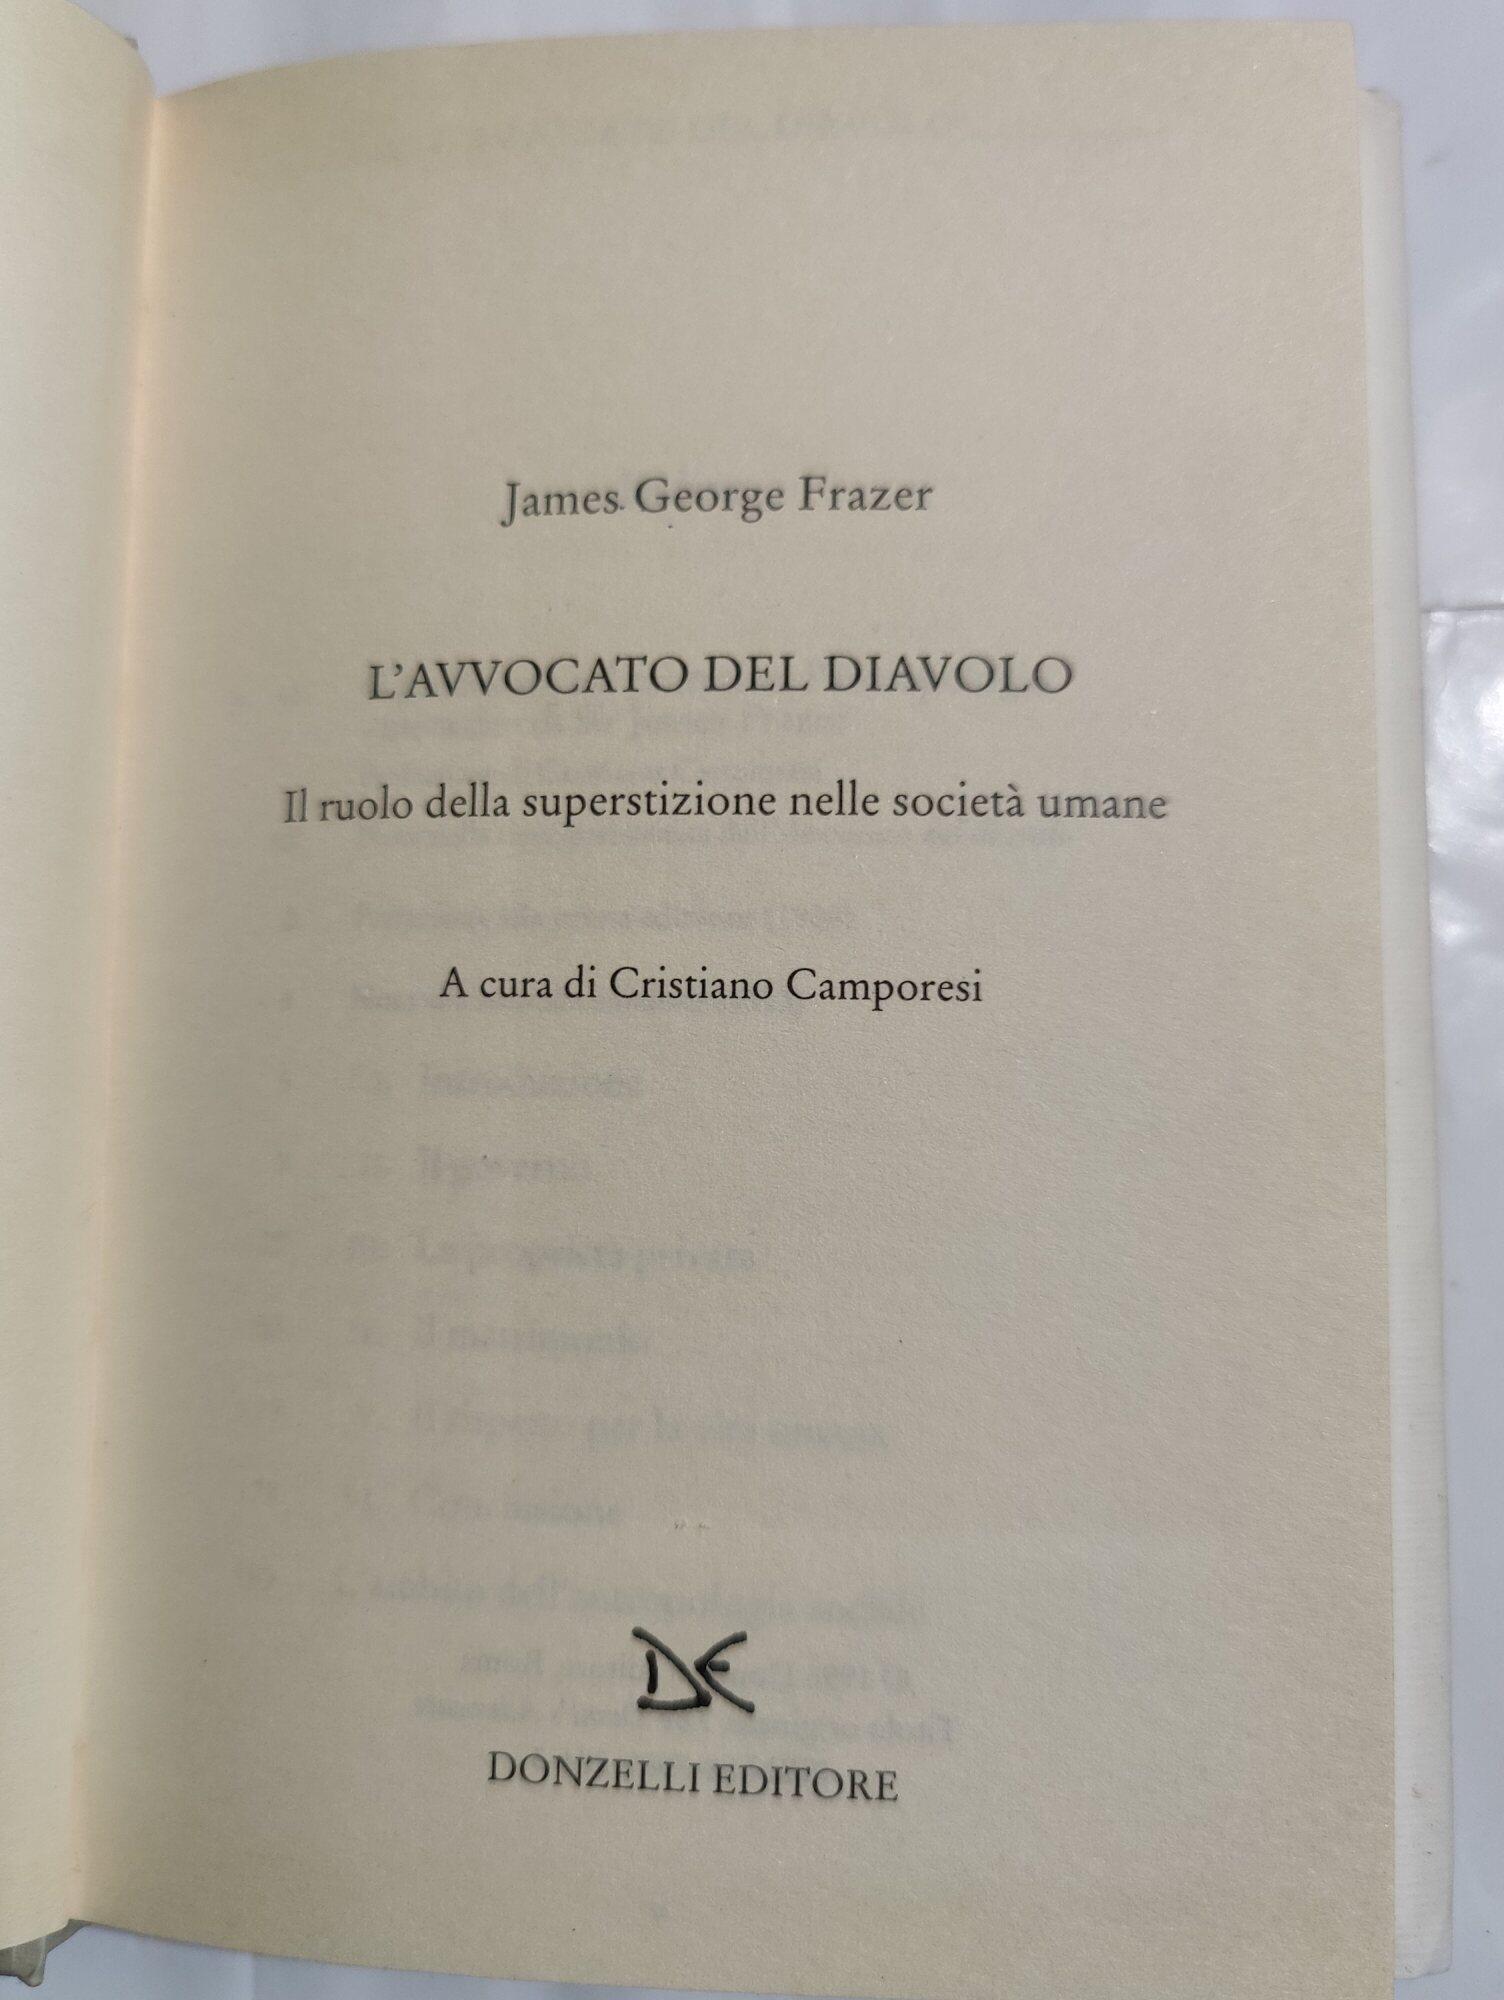 James George Frazer
L'AVVOCATO DEL DIAVOLO
Il ruolo della superstizione nelle società umane
A cura di Cristiano Camporesi
DE
DONZELLI EDITORE